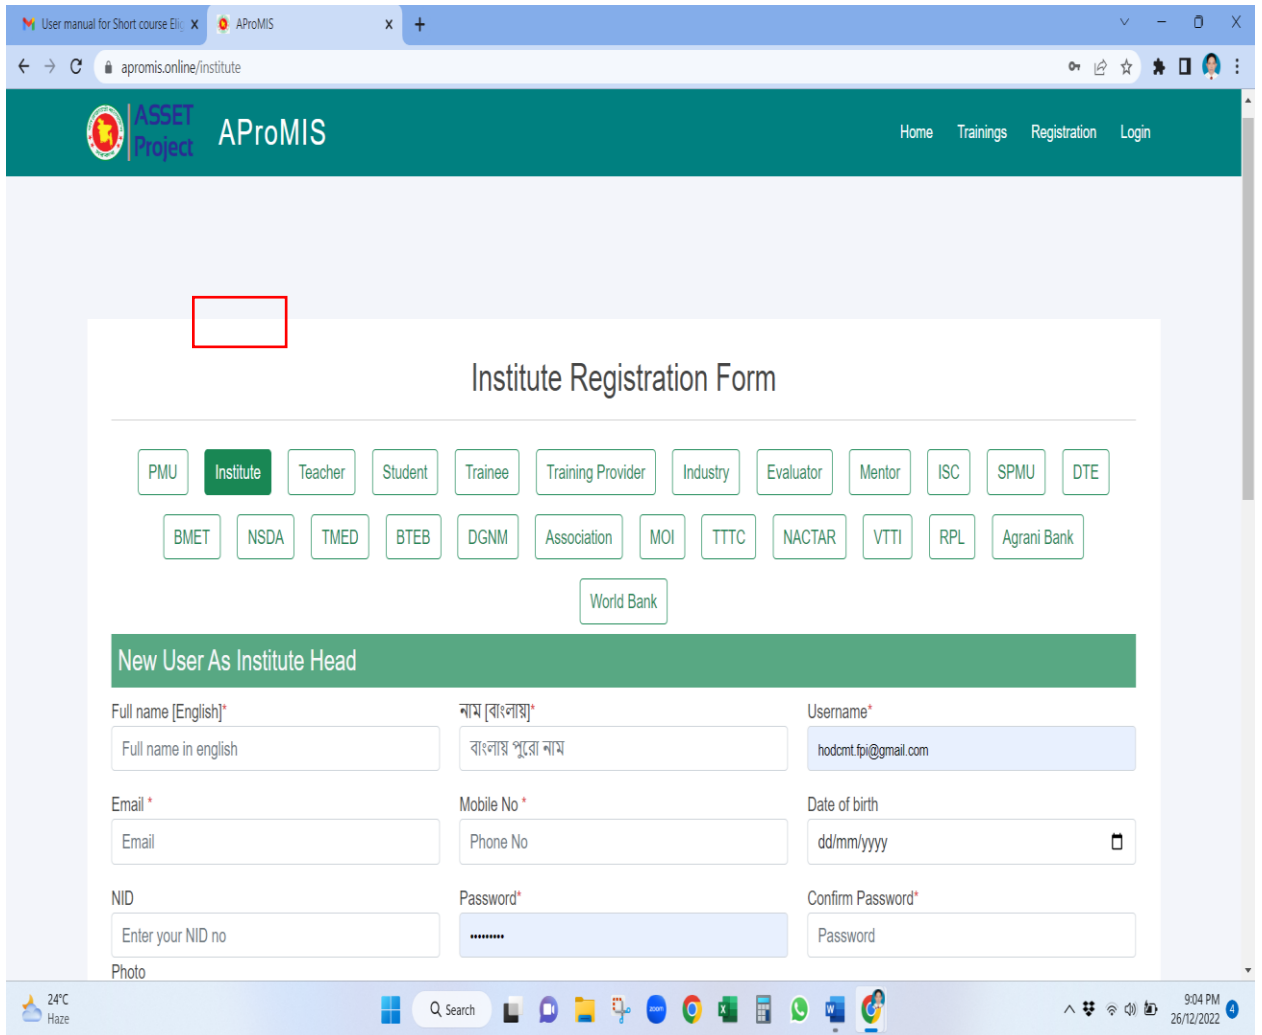 User manual for Short course Elig
AProMIS
apromis.online/institute
ASSET
Project
AProMIS
Home Trainings Registration Login
Institute Registration Form
PMU Institute Teacher Student Trainee Training Provider Industry Evaluator Mentor ISC SPMU DTE
BMET NSDA TMED BTEB DGNM Association MOI TTTC NACTAR VTTI RPL Agrani Bank
World Bank
New User As Institute Head
Full name [English]* নাম [বাংলায়]* Username*
Full name in english বাংলায় পুরো নাম hodcmt.fpi@gmail.com
Email * Mobile No * Date of birth
Email Phone No dd/mm/yyyy
NID Password* Confirm Password*
Enter your NID no ••••••••• Password
Photo
24°C
Haze
Search
zoom
9:04 PM
26/12/2022
4